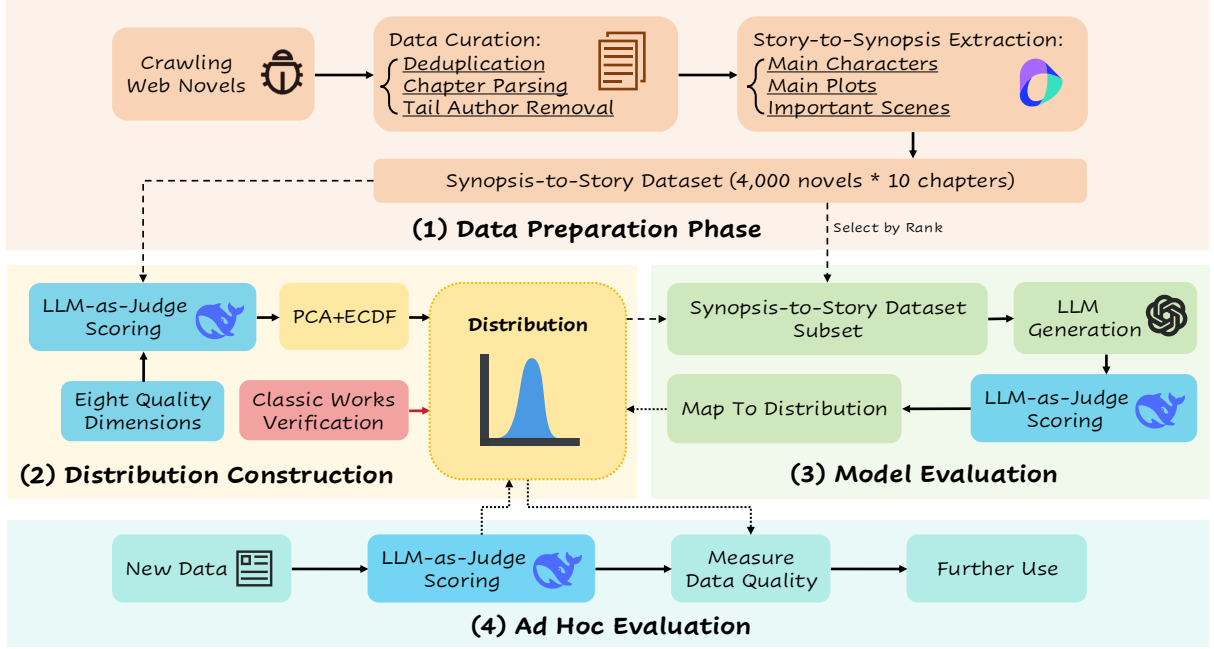 Crawling
Web Novels
Data Curation:
Deduplication
Chapter Parsing
Tail Author Removal
Story-to-Synopsis Extraction:
Main Characters
Main Plots
Important Scenes
Synopsis-to-Story Dataset (4,000 novels * 10 chapters)
(1) Data Preparation Phase
Select by Rank
LLM-as-Judge
Scoring
PCA+ECDF
Distribution
Eight Quality
Dimensions
Classic Works
Verification
(2) Distribution Construction
Synopsis-to-Story Dataset
Subset
LLM
Generation
Map To Distribution
LLM-as-Judge
Scoring
(3) Model Evaluation
New Data
LLM-as-Judge
Scoring
Measure
Data Quality
Further Use
(4) Ad Hoc Evaluation